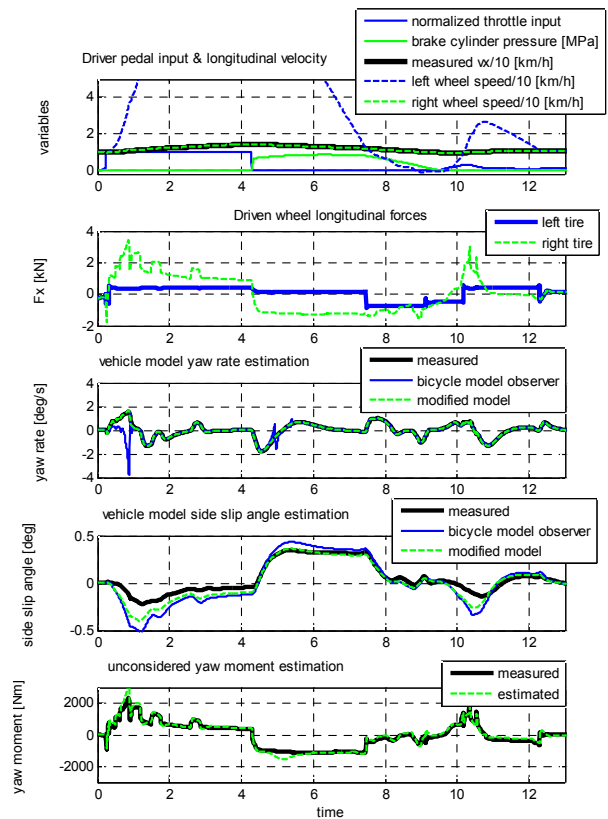 normalized throttle input
brake cylinder pressure [MPa]
measured vx/10 [km/h]
left wheel speed/10 [km/h]
right wheel speed/10 [km/h]
Driver pedal input & longitudinal velocity
variables
4
2
0
0 2 4 6 8 10 12
Driven wheel longitudinal forces
left tire
right tire
Fx [kN]
4
2
0
-2
0 2 4 6 8 10 12
vehicle model yaw rate estimation
measured
bicycle model observer
modified model
yaw rate [deg/s]
4
2
0
-2
-4
0 2 4 6 8 10 12
vehicle model side slip angle estimation
measured
bicycle model observer
modified model
side slip angle [deg]
0.5
0
-0.5
0 2 4 6 8 10 12
unconsidered yaw moment estimation
measured
estimated
yaw moment [Nm]
2000
0
-2000
0 2 4 6 8 10 12
time